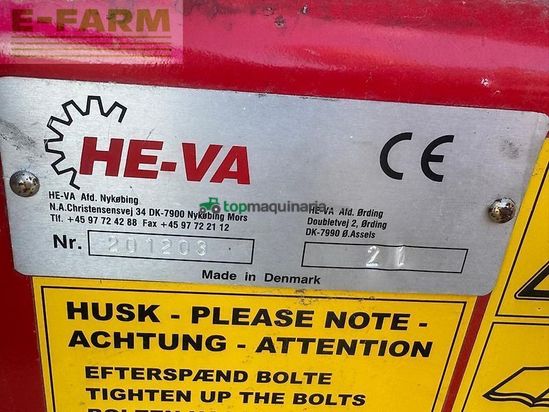 E-FARM
HE-VA
CE
HE-VA Afd. Nykøbing
N.A.Christensensvej 34 DK-7900 Nykøbing Mors
Tlf. +45 97 72 42 88 Fax +45 97 72 21 12
HE-VA Afd. Ørding
Doubletvej 2, Ørding
DK-7990 Ø.Assels
topmaquinaria
Nr. 201203
21
Made in Denmark
HUSK - PLEASE NOTE -
ACHTUNG - ATTENTION
EFTERSPÆND BOLTE
TIGHTEN UP THE BOLTS